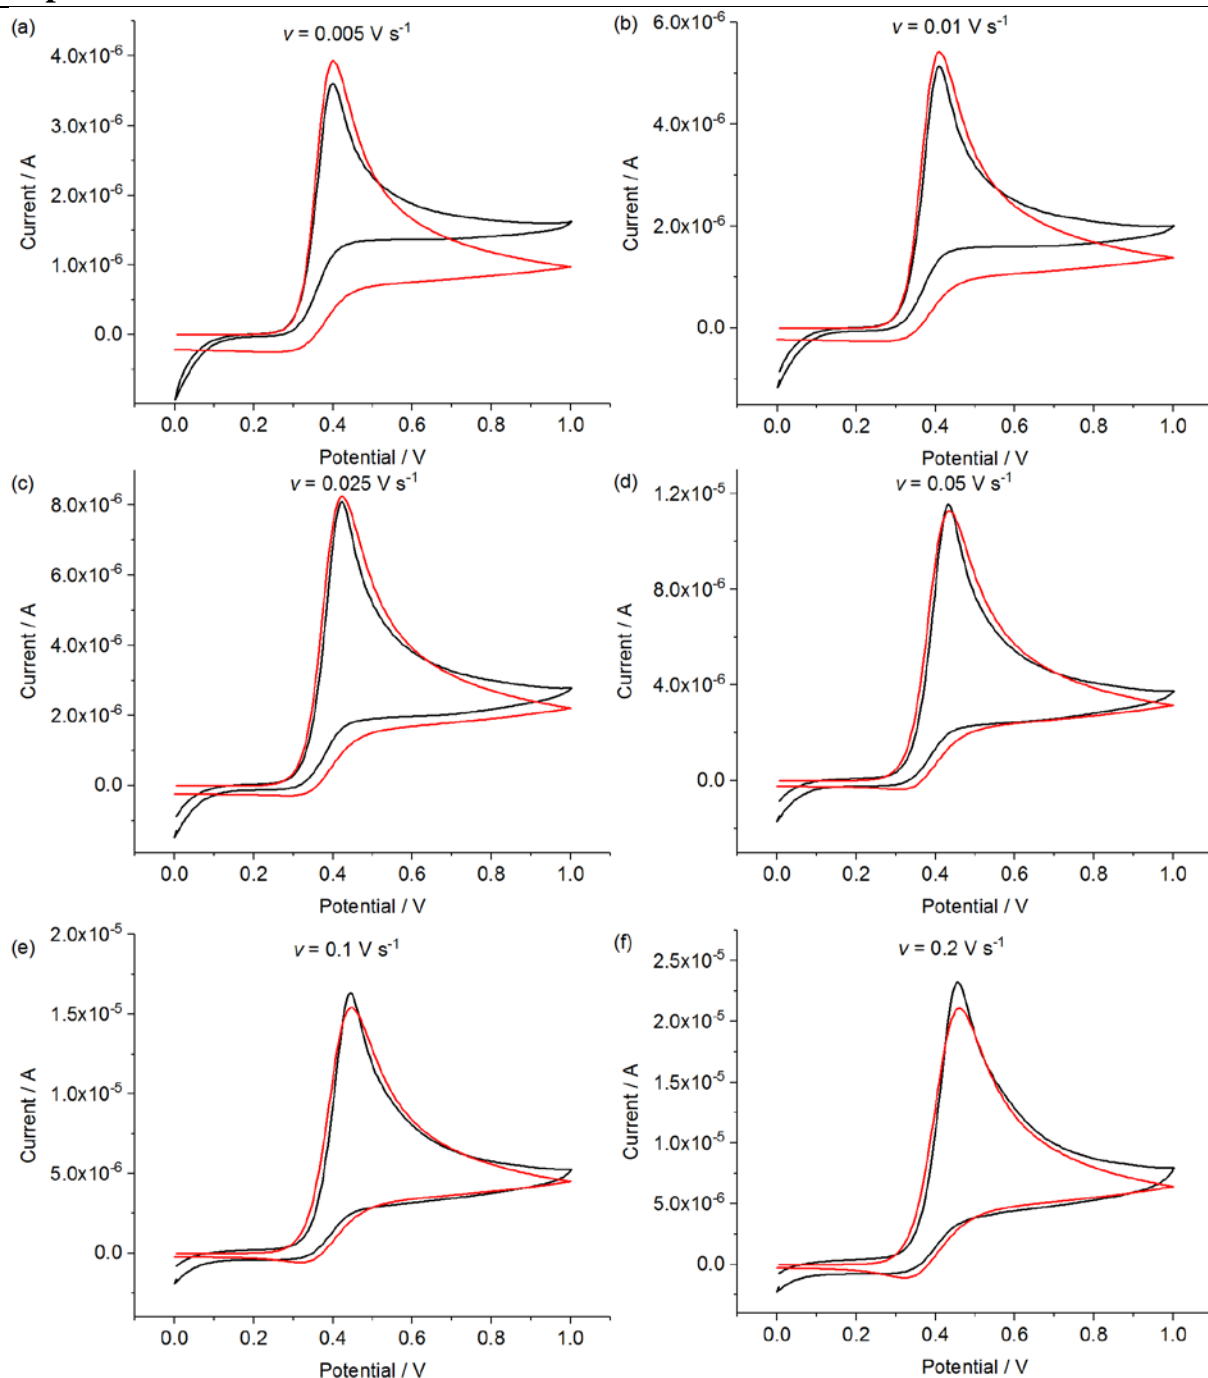 (a)
v = 0.005 V s⁻¹
4.0x10⁻⁶
3.0x10⁻⁶
2.0x10⁻⁶
1.0x10⁻⁶
0.0
Current / A
0.0 0.2 0.4 0.6 0.8 1.0
Potential / V
(b)
v = 0.01 V s⁻¹
6.0x10⁻⁶
4.0x10⁻⁶
2.0x10⁻⁶
0.0
Current / A
0.0 0.2 0.4 0.6 0.8 1.0
Potential / V
(c)
v = 0.025 V s⁻¹
8.0x10⁻⁶
6.0x10⁻⁶
4.0x10⁻⁶
2.0x10⁻⁶
0.0
Current / A
0.0 0.2 0.4 0.6 0.8 1.0
Potential / V
(d)
v = 0.05 V s⁻¹
1.2x10⁻⁵
8.0x10⁻⁶
4.0x10⁻⁶
0.0
Current / A
0.0 0.2 0.4 0.6 0.8 1.0
Potential / V
(e)
v = 0.1 V s⁻¹
2.0x10⁻⁵
1.5x10⁻⁵
1.0x10⁻⁵
5.0x10⁻⁶
0.0
Current / A
0.0 0.2 0.4 0.6 0.8 1.0
Potential / V
(f)
v = 0.2 V s⁻¹
2.5x10⁻⁵
2.0x10⁻⁵
1.5x10⁻⁵
1.0x10⁻⁵
5.0x10⁻⁶
0.0
Current / A
0.0 0.2 0.4 0.6 0.8 1.0
Potential / V